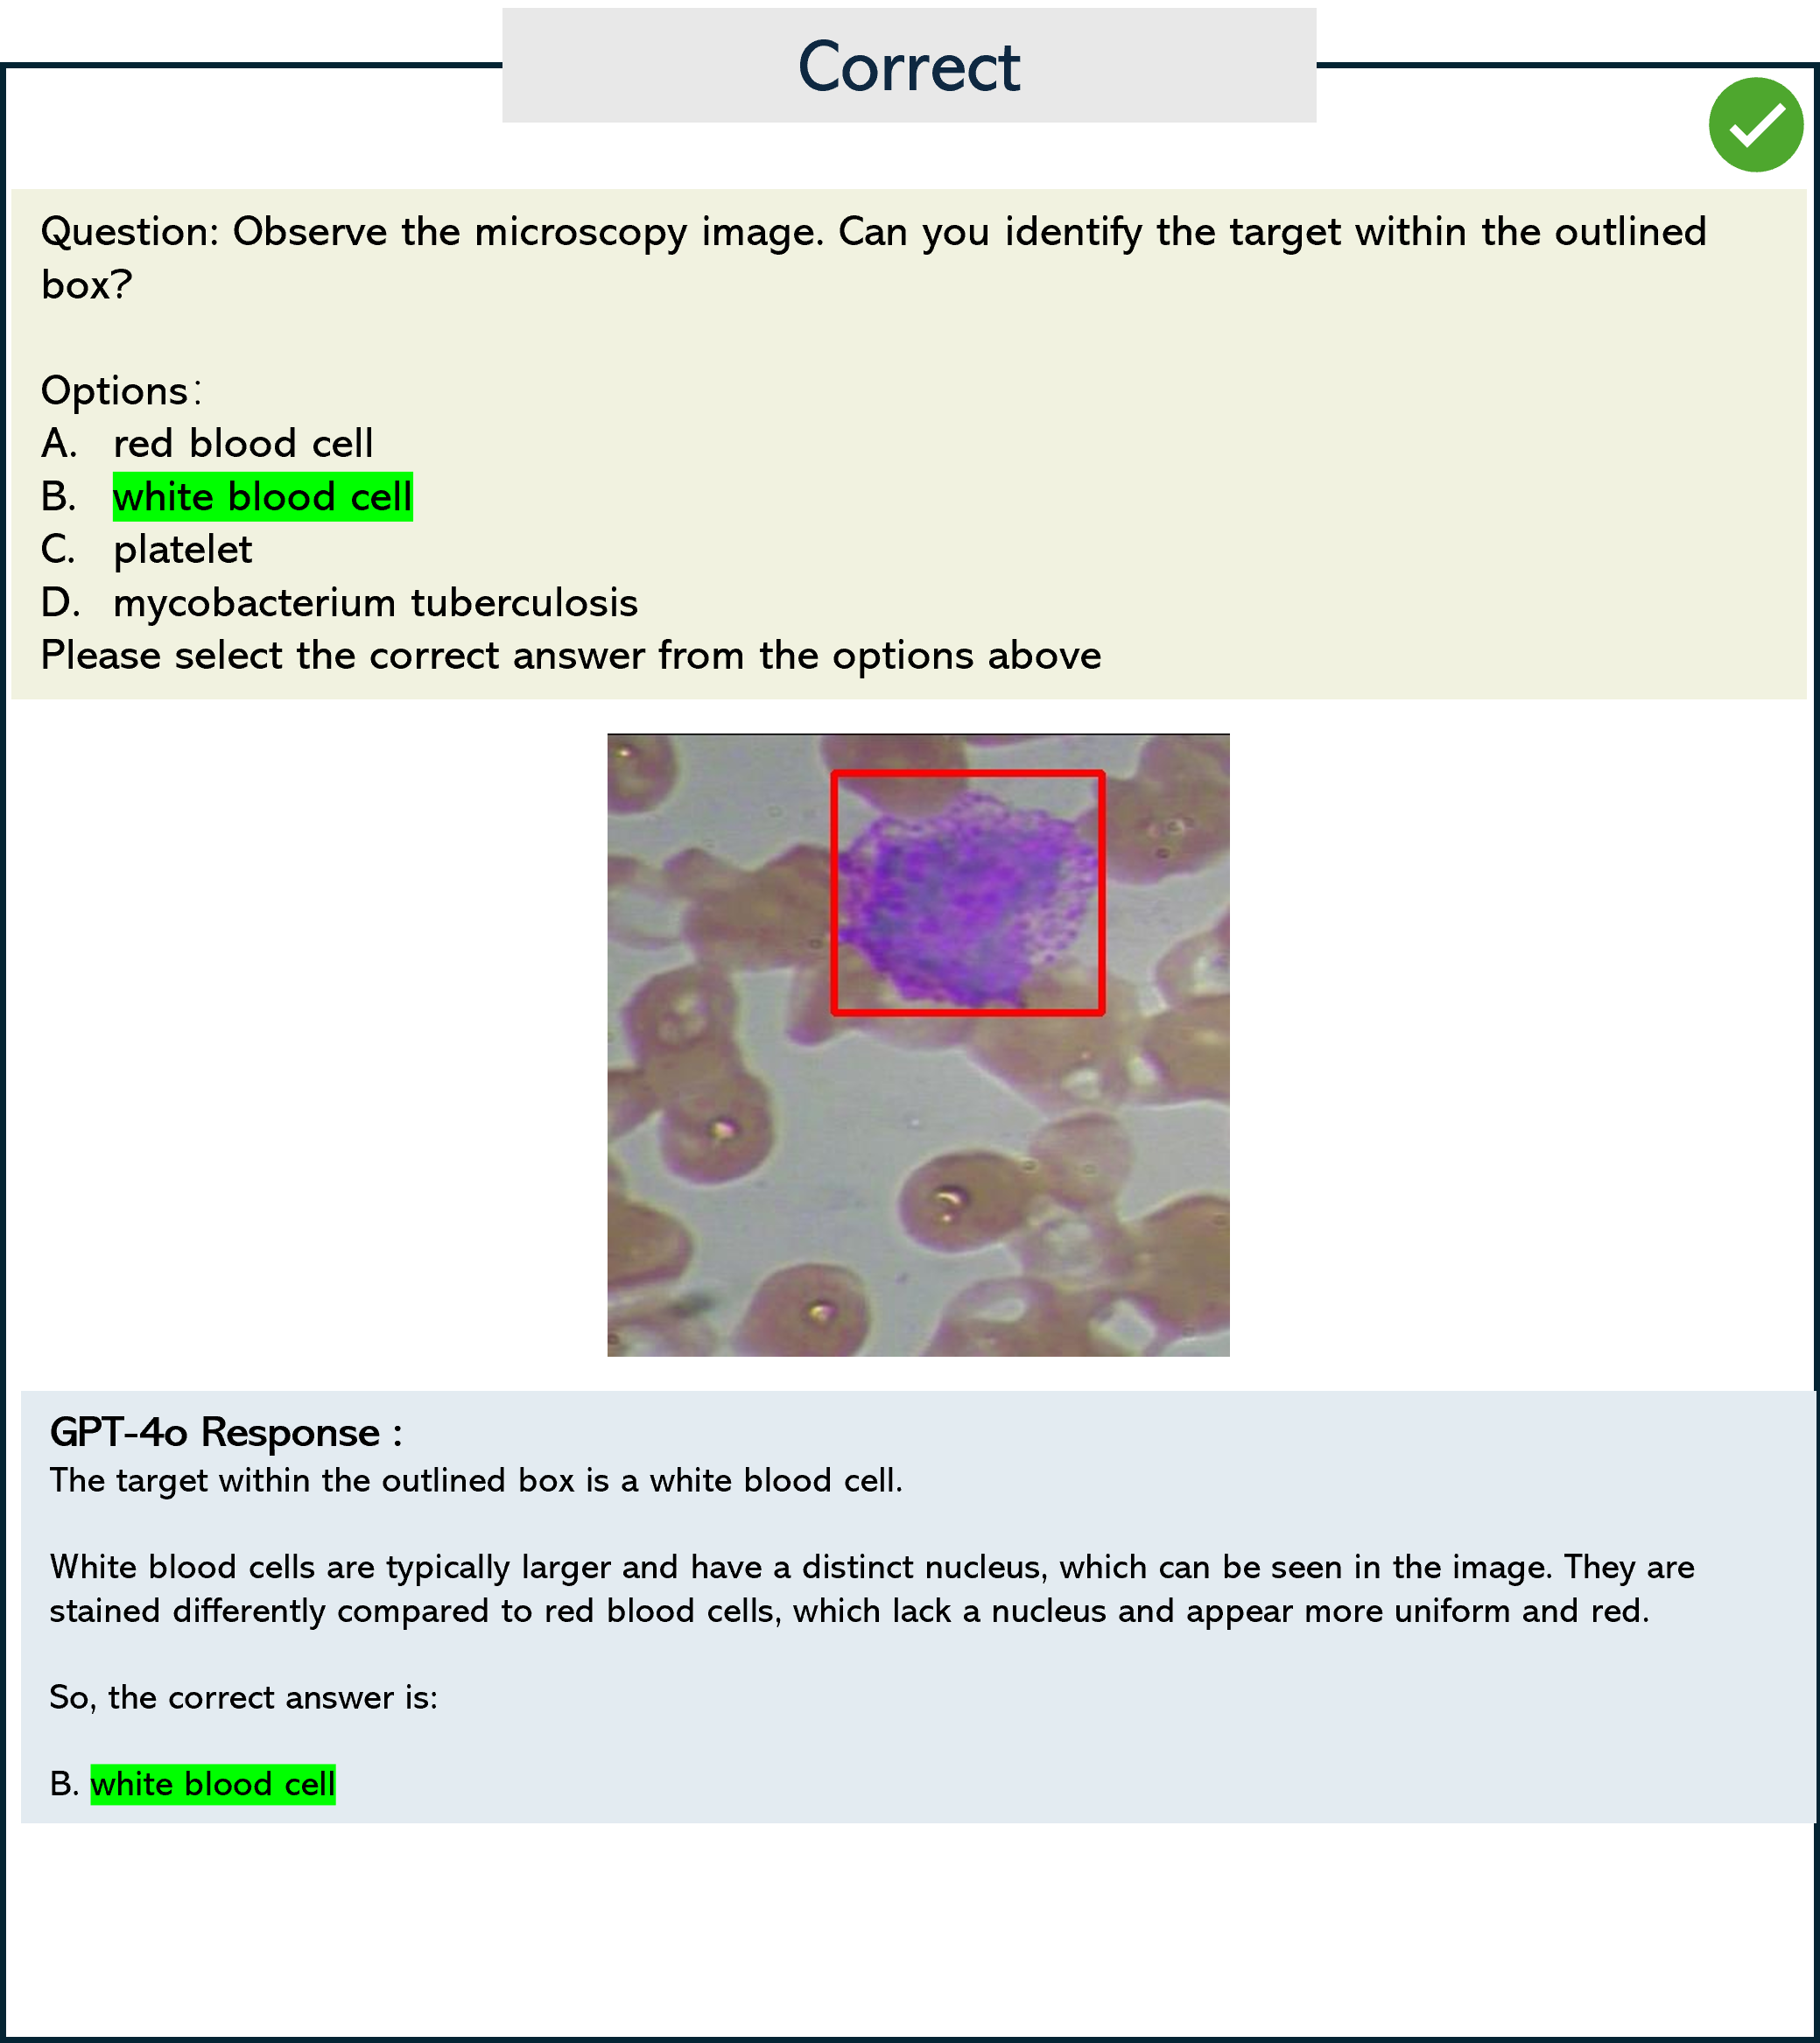 Correct
Question: Observe the microscopy image. Can you identify the target within the outlined
box?
Options:
A. red blood cell
B. white blood cell
C. platelet
D. mycobacterium tuberculosis
Please select the correct answer from the options above
GPT-4o Response :
The target within the outlined box is a white blood cell.
White blood cells are typically larger and have a distinct nucleus, which can be seen in the image. They are
stained differently compared to red blood cells, which lack a nucleus and appear more uniform and red.
So, the correct answer is:
B. white blood cell